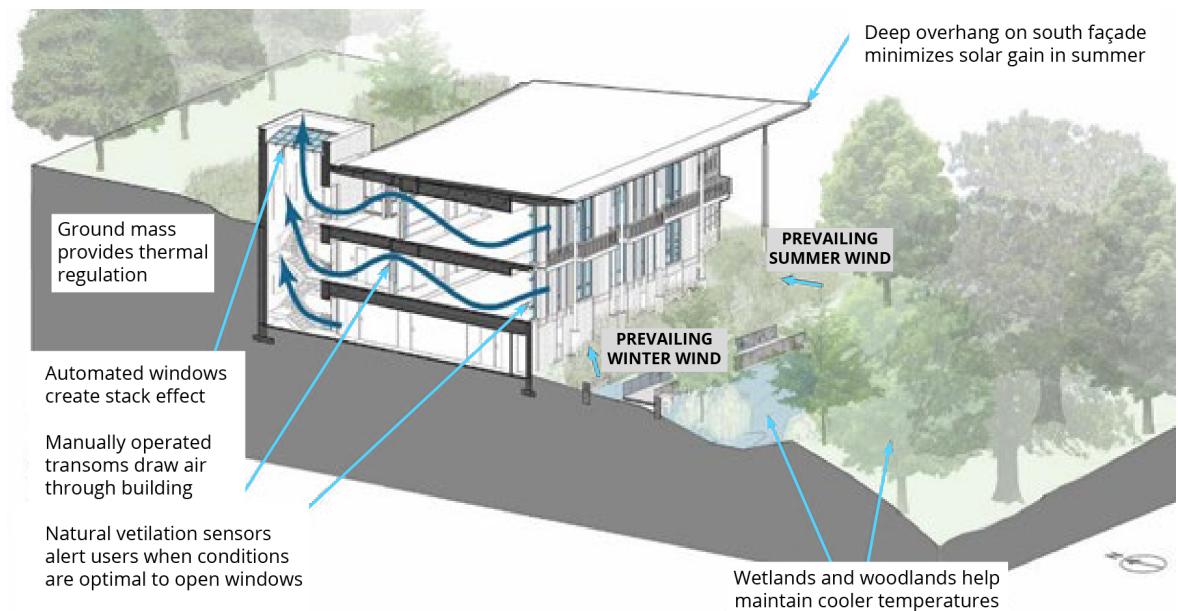 Deep overhang on south façade
minimizes solar gain in summer
Ground mass
provides thermal
regulation
PREVAILING
SUMMER WIND
PREVAILING
WINTER WIND
Automated windows
create stack effect
Manually operated
transoms draw air
through building
Natural vetilation sensors
alert users when conditions
are optimal to open windows
Wetlands and woodlands help
maintain cooler temperatures
N